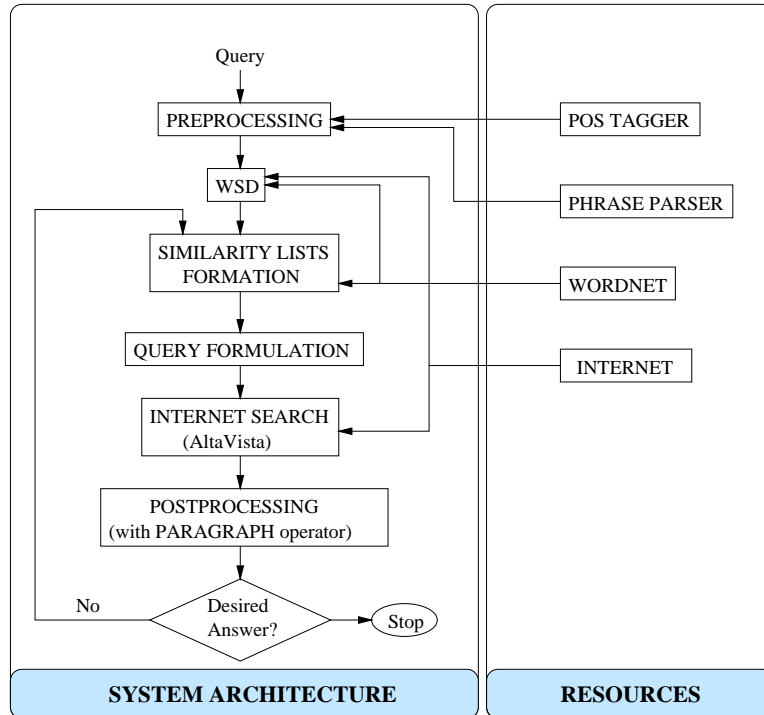 Query
PREPROCESSING
WSD
SIMILARITY LISTS
FORMATION
QUERY FORMULATION
INTERNET SEARCH
(AltaVista)
POSTPROCESSING
(with PARAGRAPH operator)
Desired
Answer?
No
Stop
SYSTEM ARCHITECTURE
POS TAGGER
PHRASE PARSER
WORDNET
INTERNET
RESOURCES